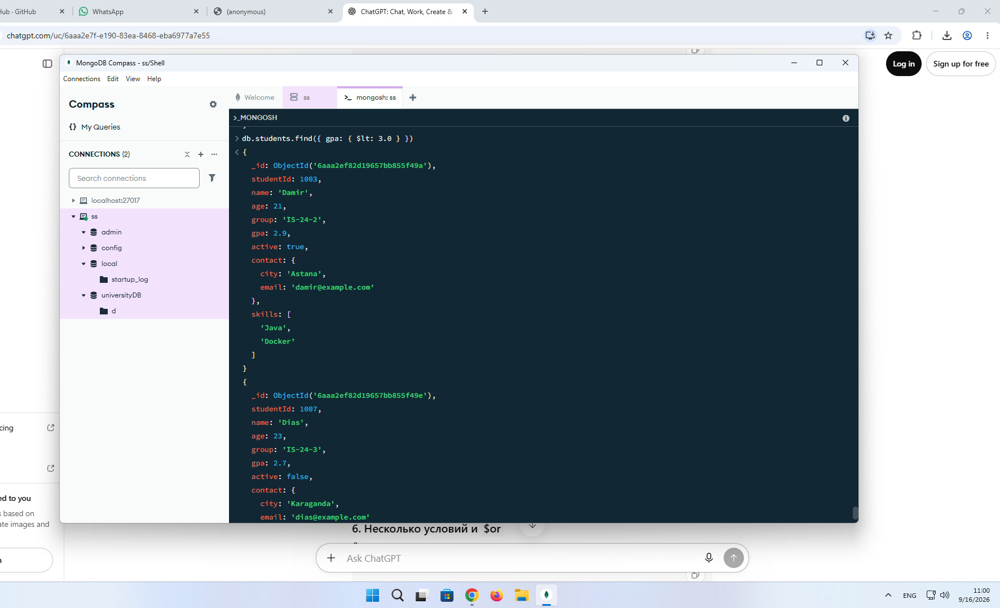 Hub · GitHub
WhatsApp
(anonymous)
ChatGPT: Chat, Work, Create &
chatgpt.com/uc/6aaa2e7f-e190-83ea-8468-eba6977a7e55
Log in
Sign up for free
MongoDB Compass - ss/Shell
Connections Edit View Help
Compass
{} My Queries
CONNECTIONS (2)
Search connections
localhost:27017
ss
admin
config
local
startup_log
universityDB
d
Welcome
ss
mongosh: ss
>_MONGOSH
db.students.find({ gpa: { $lt: 3.0 } })
{
_id: ObjectId('6aaa2ef82d19657bb855f49a'),
studentId: 1003,
name: 'Damir',
age: 21,
group: 'IS-24-2',
gpa: 2.9,
active: true,
contact: {
city: 'Astana',
email: 'damir@example.com'
},
skills: [
'Java',
'Docker'
]
}
{
_id: ObjectId('6aaa2ef82d19657bb855f49e'),
studentId: 1007,
name: 'Dias',
age: 23,
group: 'IS-24-3',
gpa: 2.7,
active: false,
contact: {
city: 'Karaganda',
email: 'dias@example.com'
cing
ed to you
s based on
ate images and
n
6. Несколько условий и $or
Ask ChatGPT
ENG
11:00
9/16/2026